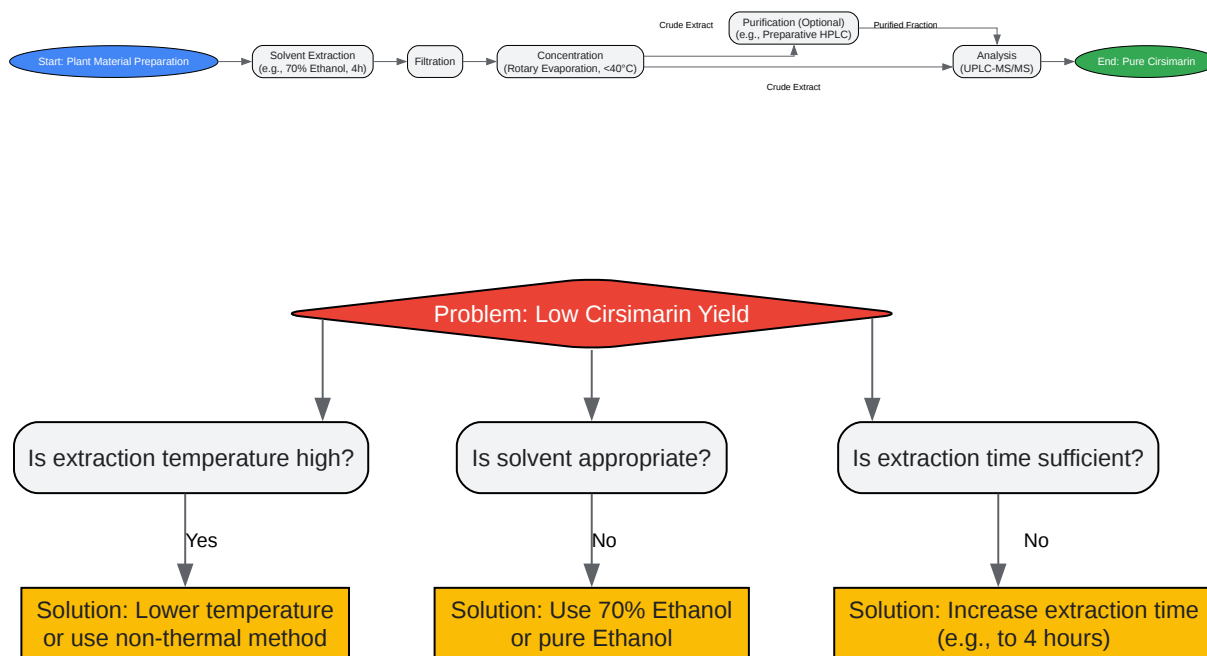 Start: Plant Material Preparation
Solvent Extraction
(e.g., 70% Ethanol, 4h)
Filtration
Concentration
(Rotary Evaporation, <40°C)
Crude Extract
Purification (Optional)
(e.g., Preparative HPLC)
Purified Fraction
Crude Extract
Analysis
(UPLC-MS/MS)
End: Pure Cirsimarin
Problem: Low Cirsimarin Yield
Is extraction temperature high?
Is solvent appropriate?
Is extraction time sufficient?
Yes
No
No
Solution: Lower temperature
or use non-thermal method
Solution: Use 70% Ethanol
or pure Ethanol
Solution: Increase extraction time
(e.g., to 4 hours)